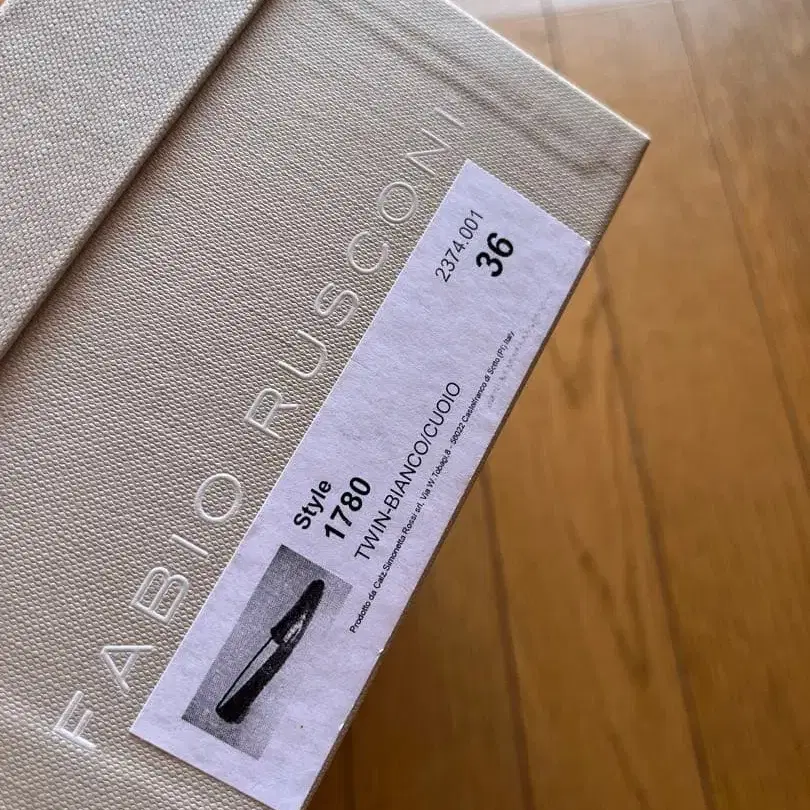 FABIO RUSCONI
2374.001
36
Style
1780
TWIN-BIANCO/CUOIO
Prodotto da Calz.Simonetta Rossi srl, Via W.Tobagi,8 - 56022 Castelfranco di Sotto (PI) Italy